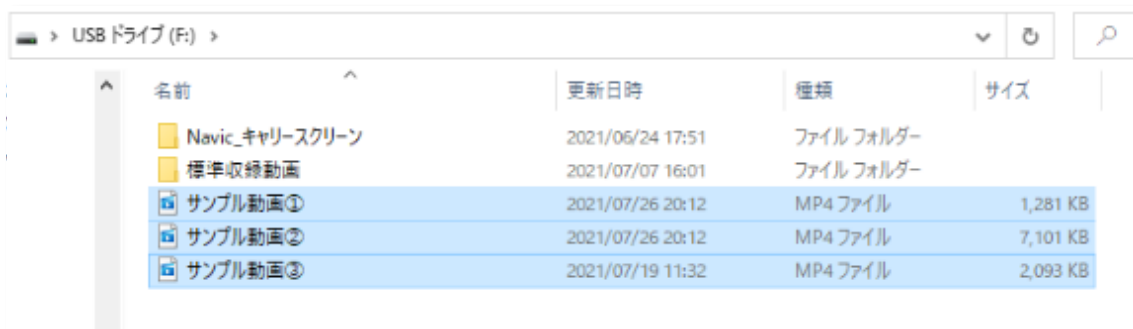 USB ドライブ (F:)
名前 更新日時 種類 サイズ
Navic_キャリースクリーン 2021/06/24 17:51 ファイル フォルダー
標準収録動画 2021/07/07 16:01 ファイル フォルダー
サンプル動画① 2021/07/26 20:12 MP4 ファイル 1,281 KB
サンプル動画② 2021/07/26 20:12 MP4 ファイル 7,101 KB
サンプル動画③ 2021/07/19 11:32 MP4 ファイル 2,093 KB